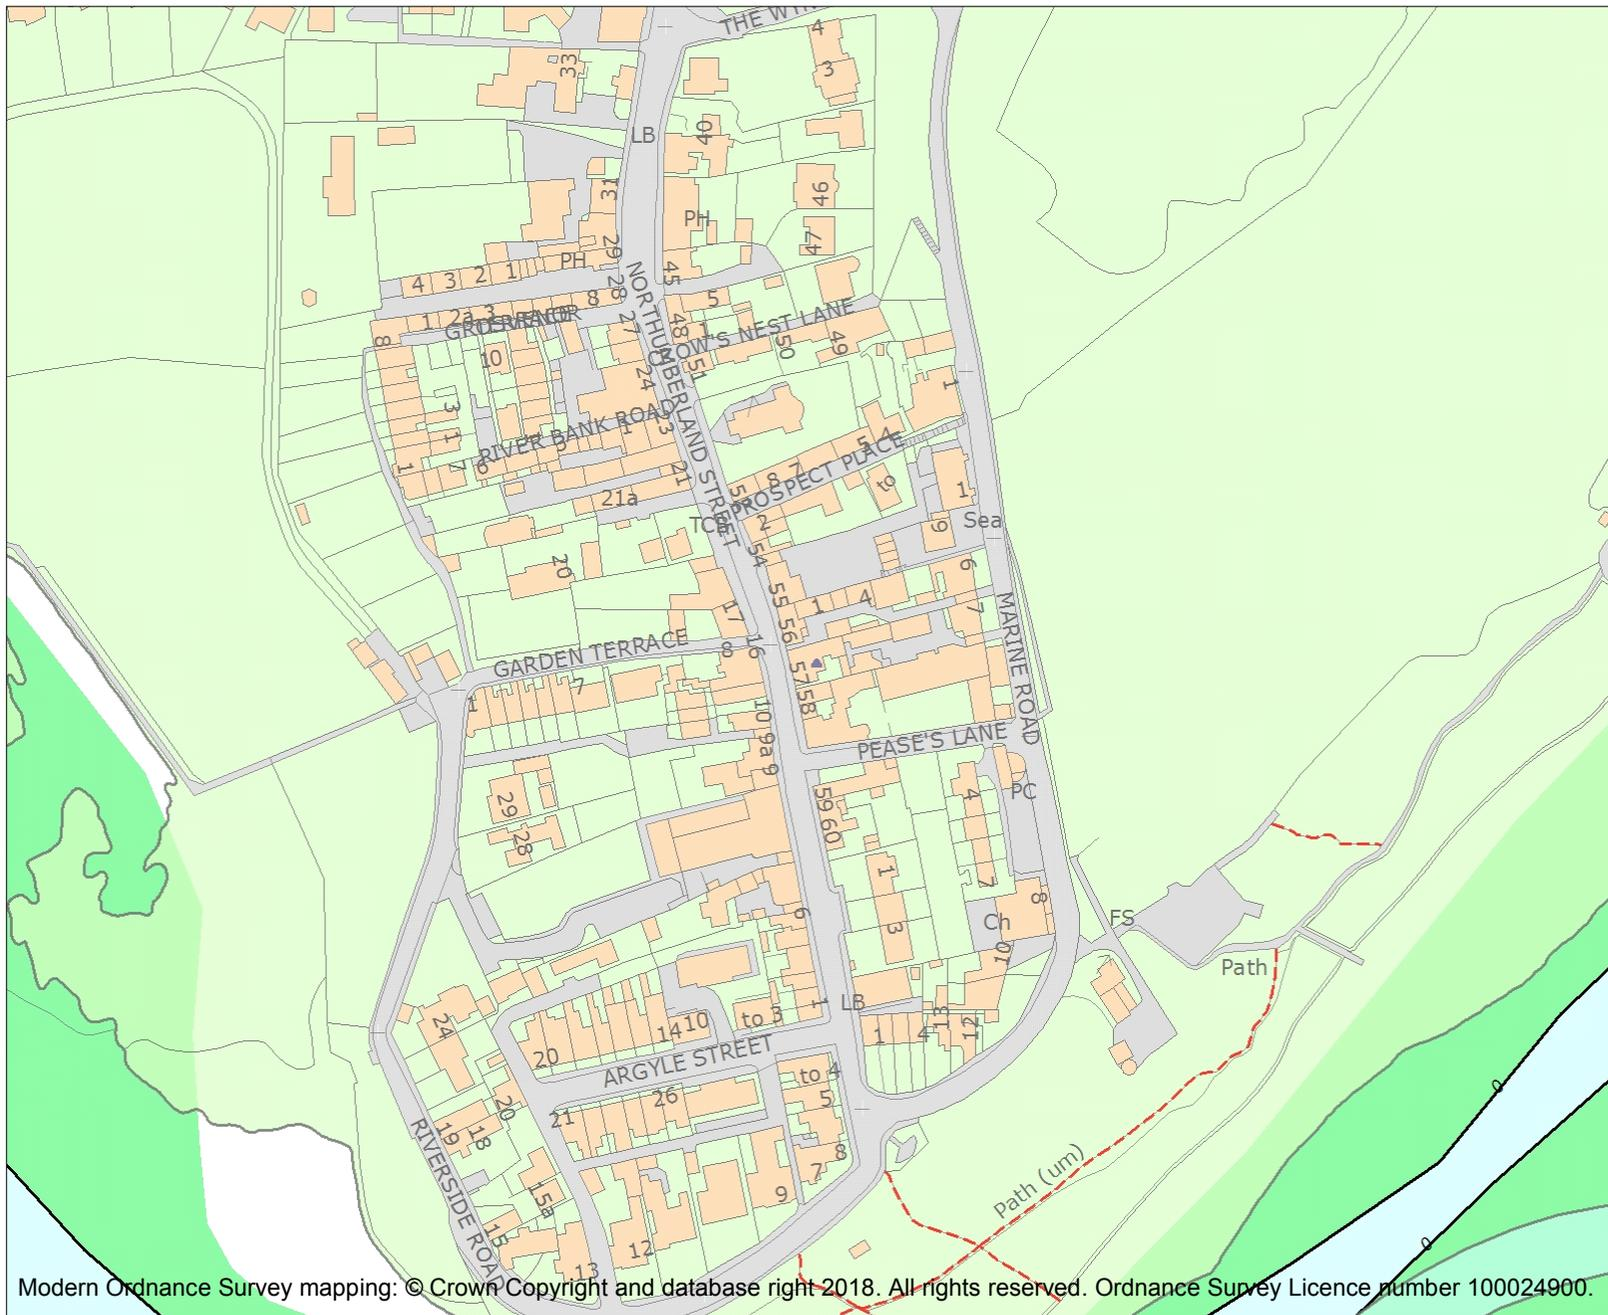 THE WYN
4
33
3
LB
40
31
46
PH
47
29
PH
45
4 3 2 1
28
8
5
NORTHUMBERLAND STREET
1 2a 3
GROSVENOR
TERRACE
27
48
1
CROW'S NEST LANE
8
50
49
10
24
51
1
3
1
RIVER BANK ROAD
1
23
5
4
1
7
6
5
21
8
7
5
PROSPECT PLACE
to
1
21a
TCB
2
6
Sea
54
20
6
55
1
4
7
17
56
MARINE ROAD
GARDEN TERRACE
8
16
57
58
7
1
10
9a
9
PEASE'S LANE
PC
29
59
60
4
28
1
7
8
6
3
Ch
FS
10
Path
24
1
LB
to 3
14
10
1
4
13
12
20
ARGYLE STREET
to 4
26
5
20
21
19
18
8
RIVERSIDE ROAD
7
9
15a
Path (um)
15
12
13
0
0
Modern Ordnance Survey mapping: © Crown Copyright and database right 2018. All rights reserved. Ordnance Survey Licence number 100024900.